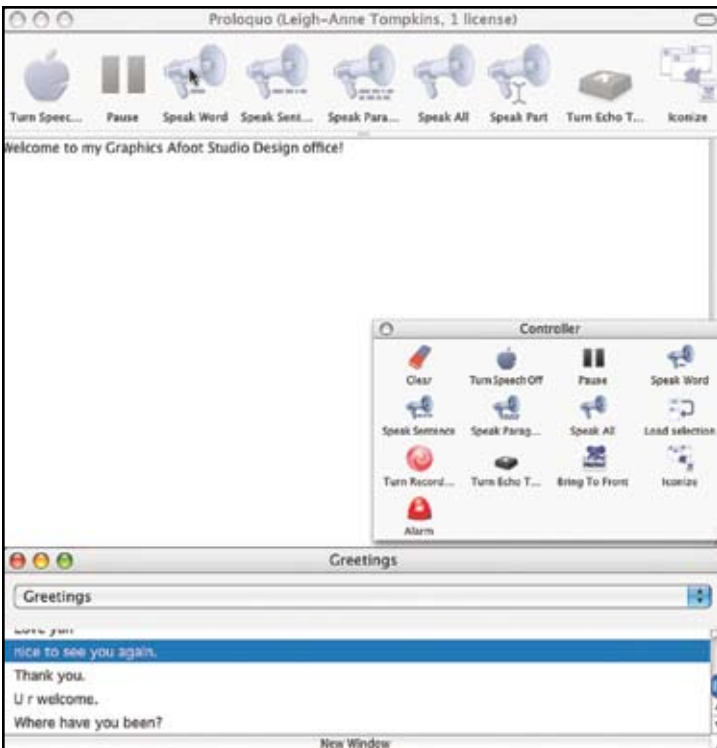 Proloquo (Leigh-Anne Tompkins, 1 license)
Turn Speec... Pause Speak Word Speak Sent... Speak Para... Speak All Speak Part Turn Echo T... Iconize
Welcome to my Graphics Afoot Studio Design office!
Controller
Clear Turn Speech Off Pause Speak Word
Speak Sentence Speak Parag... Speak All Load selection
Turn Record... Turn Echo T... Bring To Front Iconize
Alarm
Greetings
Greetings
nice to see you again.
Thank you.
U r welcome.
Where have you been?
New Window